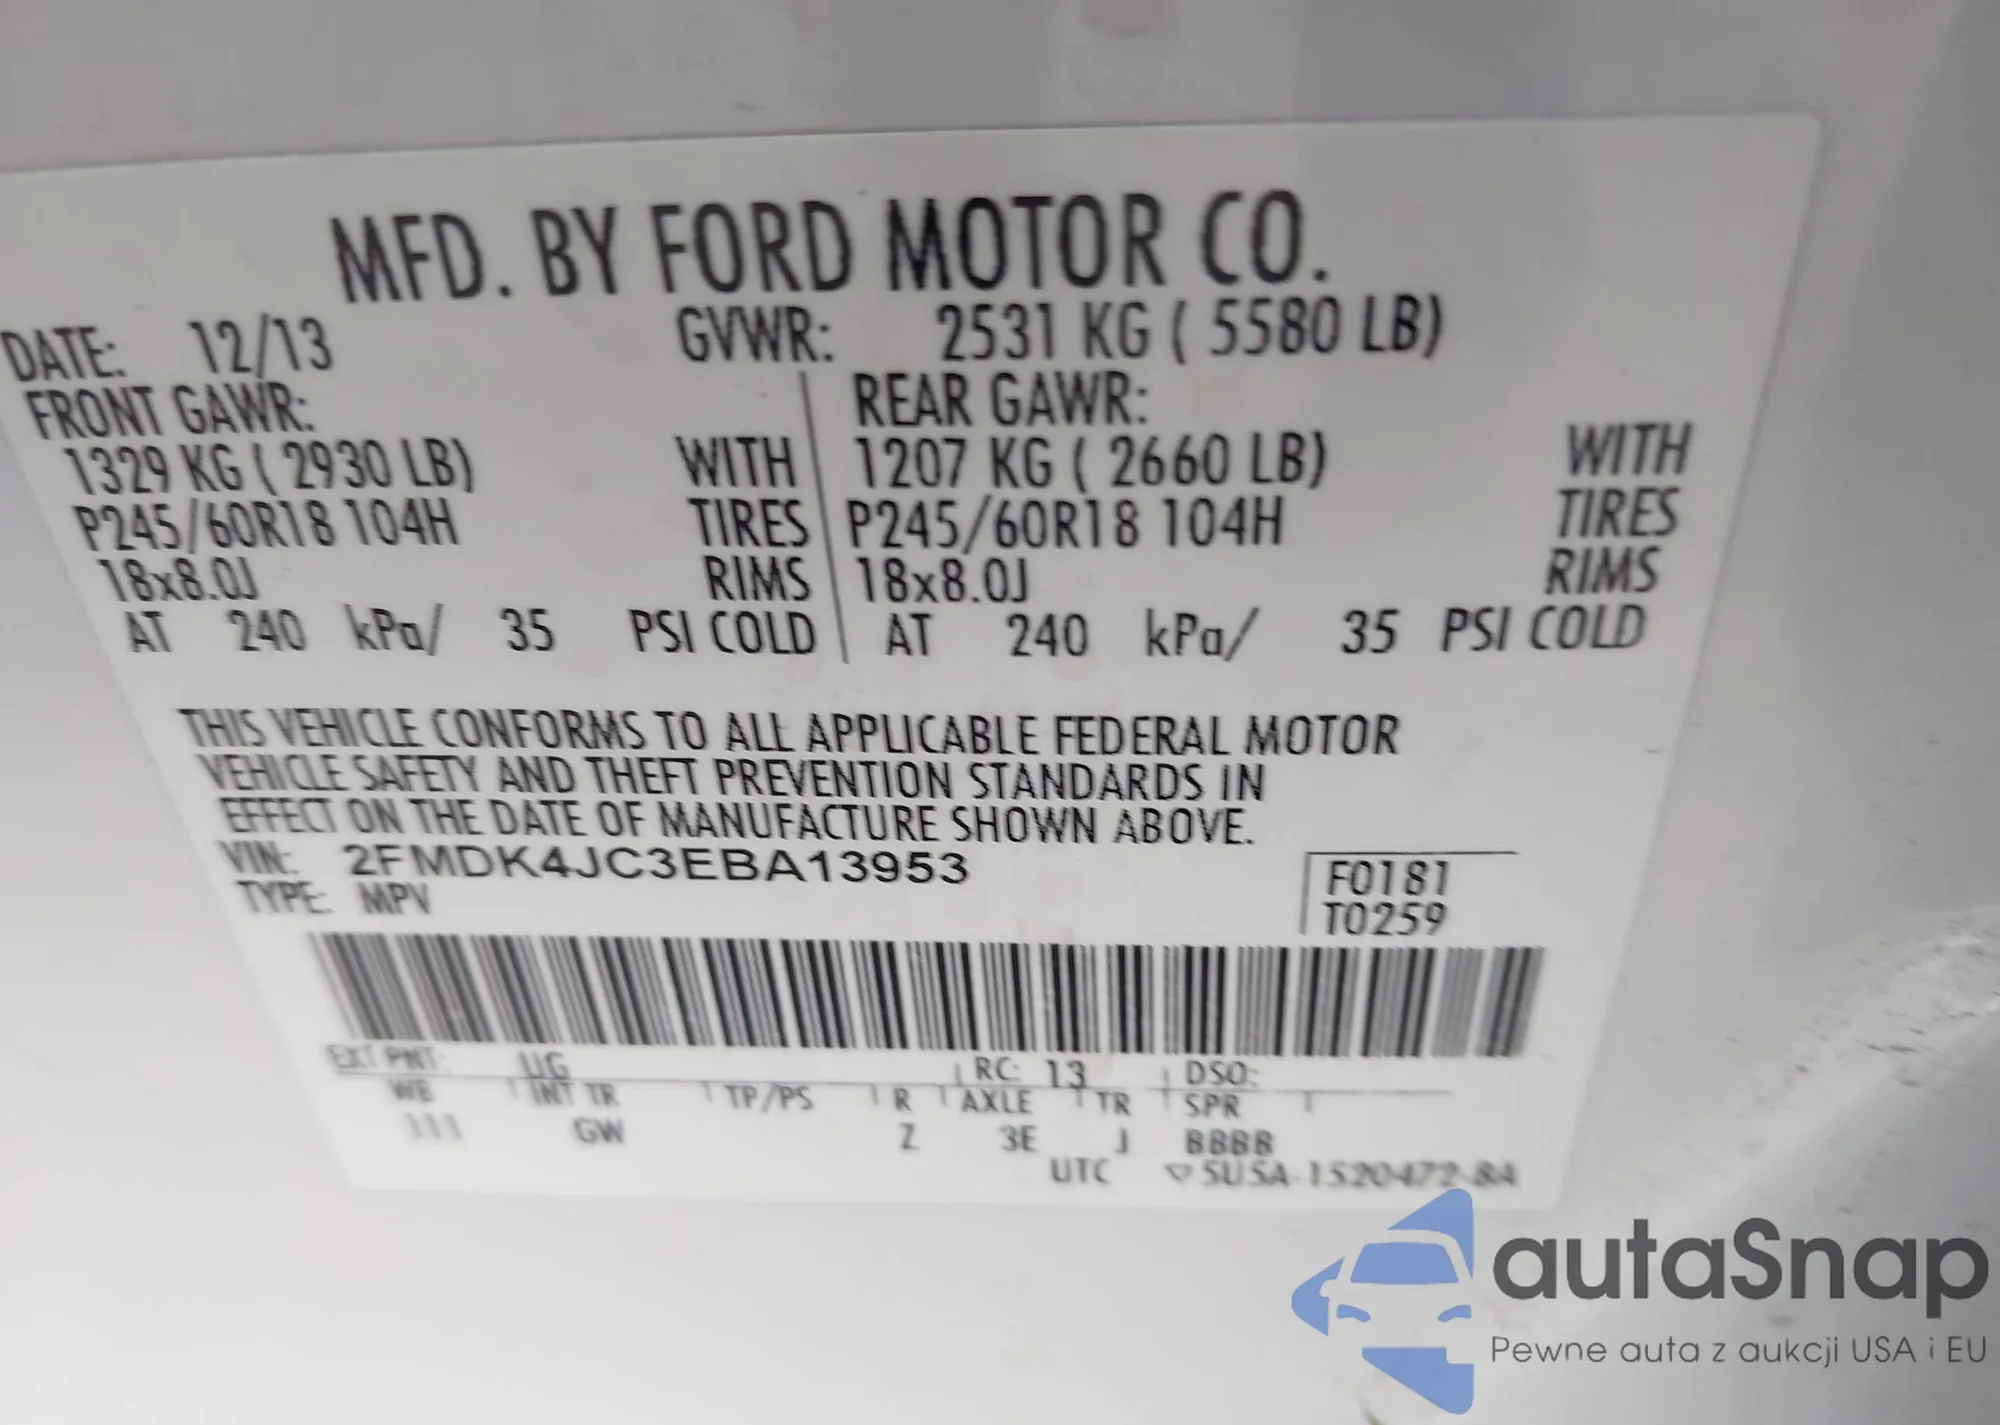 MFD. BY FORD MOTOR CO.
DATE: 12/13 GVWR: 2531 KG ( 5580 LB)
FRONT GAWR: REAR GAWR:
1329 KG ( 2930 LB) WITH 1207 KG ( 2660 LB) WITH
P245/60R18 104H TIRES P245/60R18 104H TIRES
18x8.0J RIMS 18x8.0J RIMS
AT 240 kPa/ 35 PSI COLD AT 240 kPa/ 35 PSI COLD
THIS VEHICLE CONFORMS TO ALL APPLICABLE FEDERAL MOTOR
VEHICLE SAFETY AND THEFT PREVENTION STANDARDS IN
EFFECT ON THE DATE OF MANUFACTURE SHOWN ABOVE.
VIN: 2FMDK4JC3EBA13953 F0181
TYPE: MPV T0259
EXT PNT: UG RC: 13 DSO:
WB INT TR TP/PS R AXLE TR SPR
111 GW Z 3E J BBBB
UTC
autaSnap
Pewne auta z aukcji USA i EU